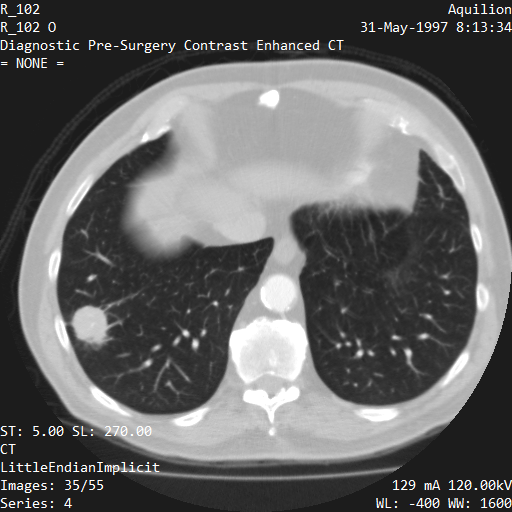 R_102
Aquilion
R_102 O
31-May-1997 8:13:34
Diagnostic Pre-Surgery Contrast Enhanced CT
= NONE =
ST: 5.00 SL: 270.00
CT
LittleEndianImplicit
Images: 35/55
129 mA 120.00kV
Series: 4
WL: -400 WW: 1600